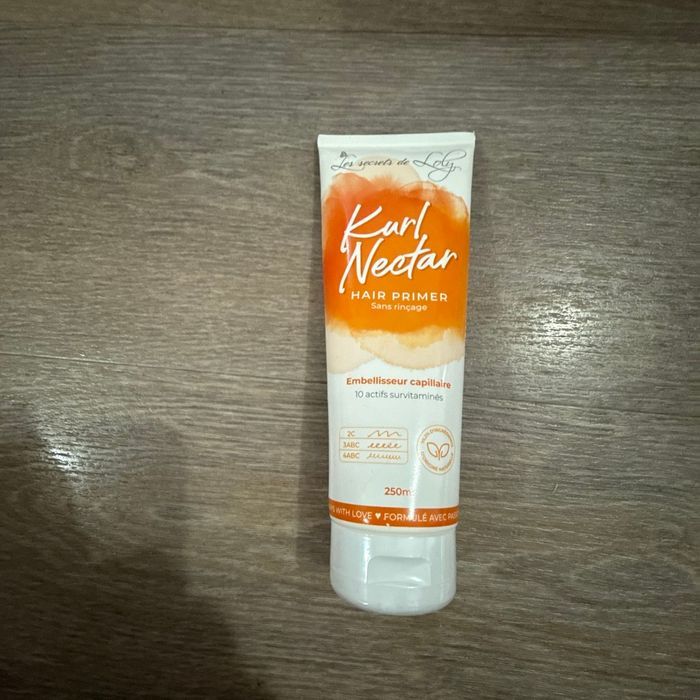 Les secrets de Loly
Kurl
Nectar
HAIR PRIMER
Sans rinçage
Embellisseur capillaire
10 actifs survitaminés
2C
3ABC
4ABC
250m
WITH LOVE ♥ FORMULÉ AVEC